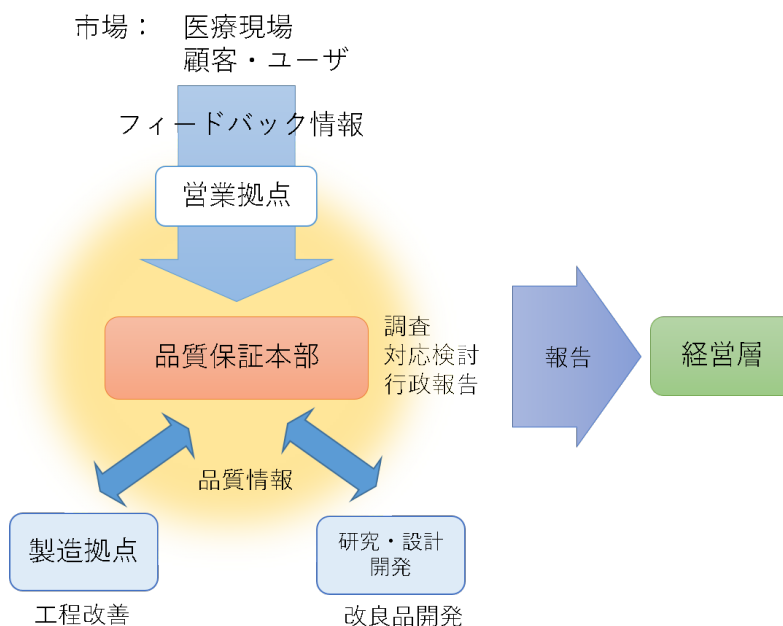 市場： 医療現場
顧客・ユーザ
フィードバック情報
営業拠点
品質保証本部
調査
対応検討
行政報告
報告
経営層
品質情報
製造拠点
研究・設計
開発
工程改善
改良品開発